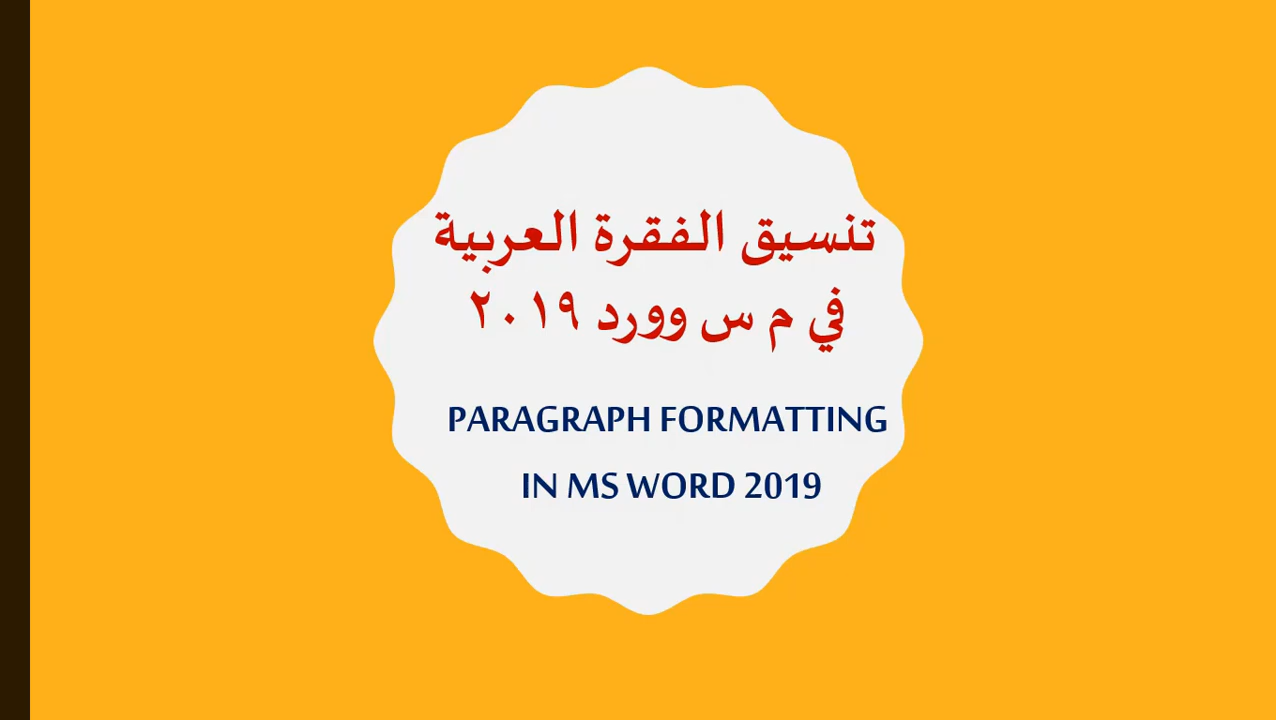 تنسيق الفقرة العربية
في م س وورد ٢٠١٩
PARAGRAPH FORMATTING
IN MS WORD 2019